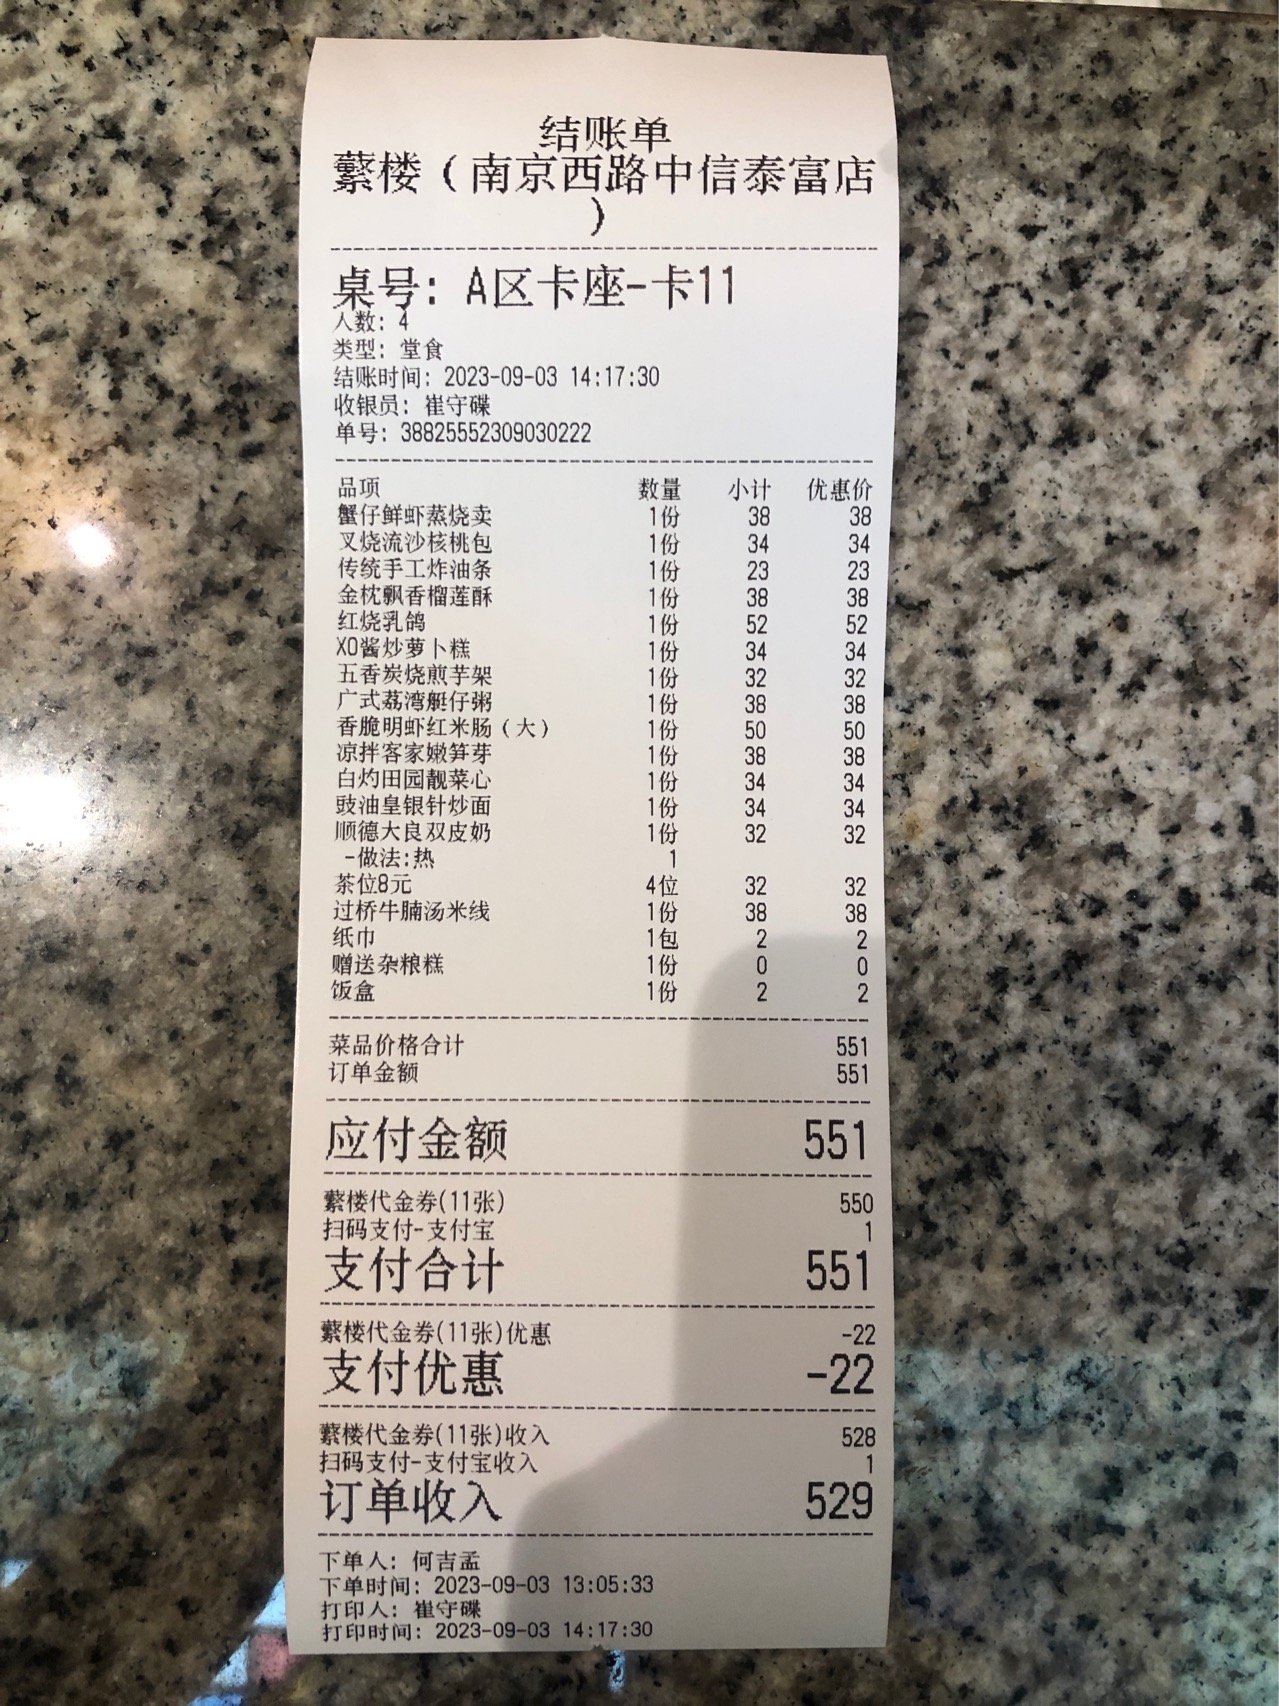 结账单
蘩楼（南京西路中信泰富店
）
桌号: A区卡座-卡11
人数: 4
类型: 堂食
结账时间: 2023-09-03 14:17:30
收银员: 崔守碟
单号: 388255552309030222
品项 数量 小计 优惠价
蟹仔鲜虾蒸烧卖 1份 38 38
叉烧流沙核桃包 1份 34 34
传统手工炸油条 1份 23 23
金枕飘香榴莲酥 1份 38 38
红烧乳鸽 1份 52 52
XO酱炒萝卜糕 1份 34 34
五香炭烧煎芋架 1份 32 32
广式荔湾艇仔粥 1份 38 38
香脆明虾红米肠（大） 1份 50 50
凉拌客家嫩笋芽 1份 38 38
白灼田园靓菜心 1份 34 34
豉油皇银针炒面 1份 34 34
顺德大良双皮奶 1份 32 32
-做法:热 1
茶位8元 4位 32 32
过桥牛腩汤米线 1份 38 38
纸巾 1包 2 2
赠送杂粮糕 1份 0 0
饭盒 1份 2 2
菜品价格合计 551
订单金额 551
应付金额 551
蘩楼代金券(11张) 550
扫码支付-支付宝 1
支付合计 551
蘩楼代金券(11张)优惠 -22
支付优惠 -22
蘩楼代金券(11张)收入 528
扫码支付-支付宝收入 1
订单收入 529
下单人: 何吉孟
下单时间: 2023-09-03 13:05:33
打印人: 崔守碟
打印时间: 2023-09-03 14:17:30